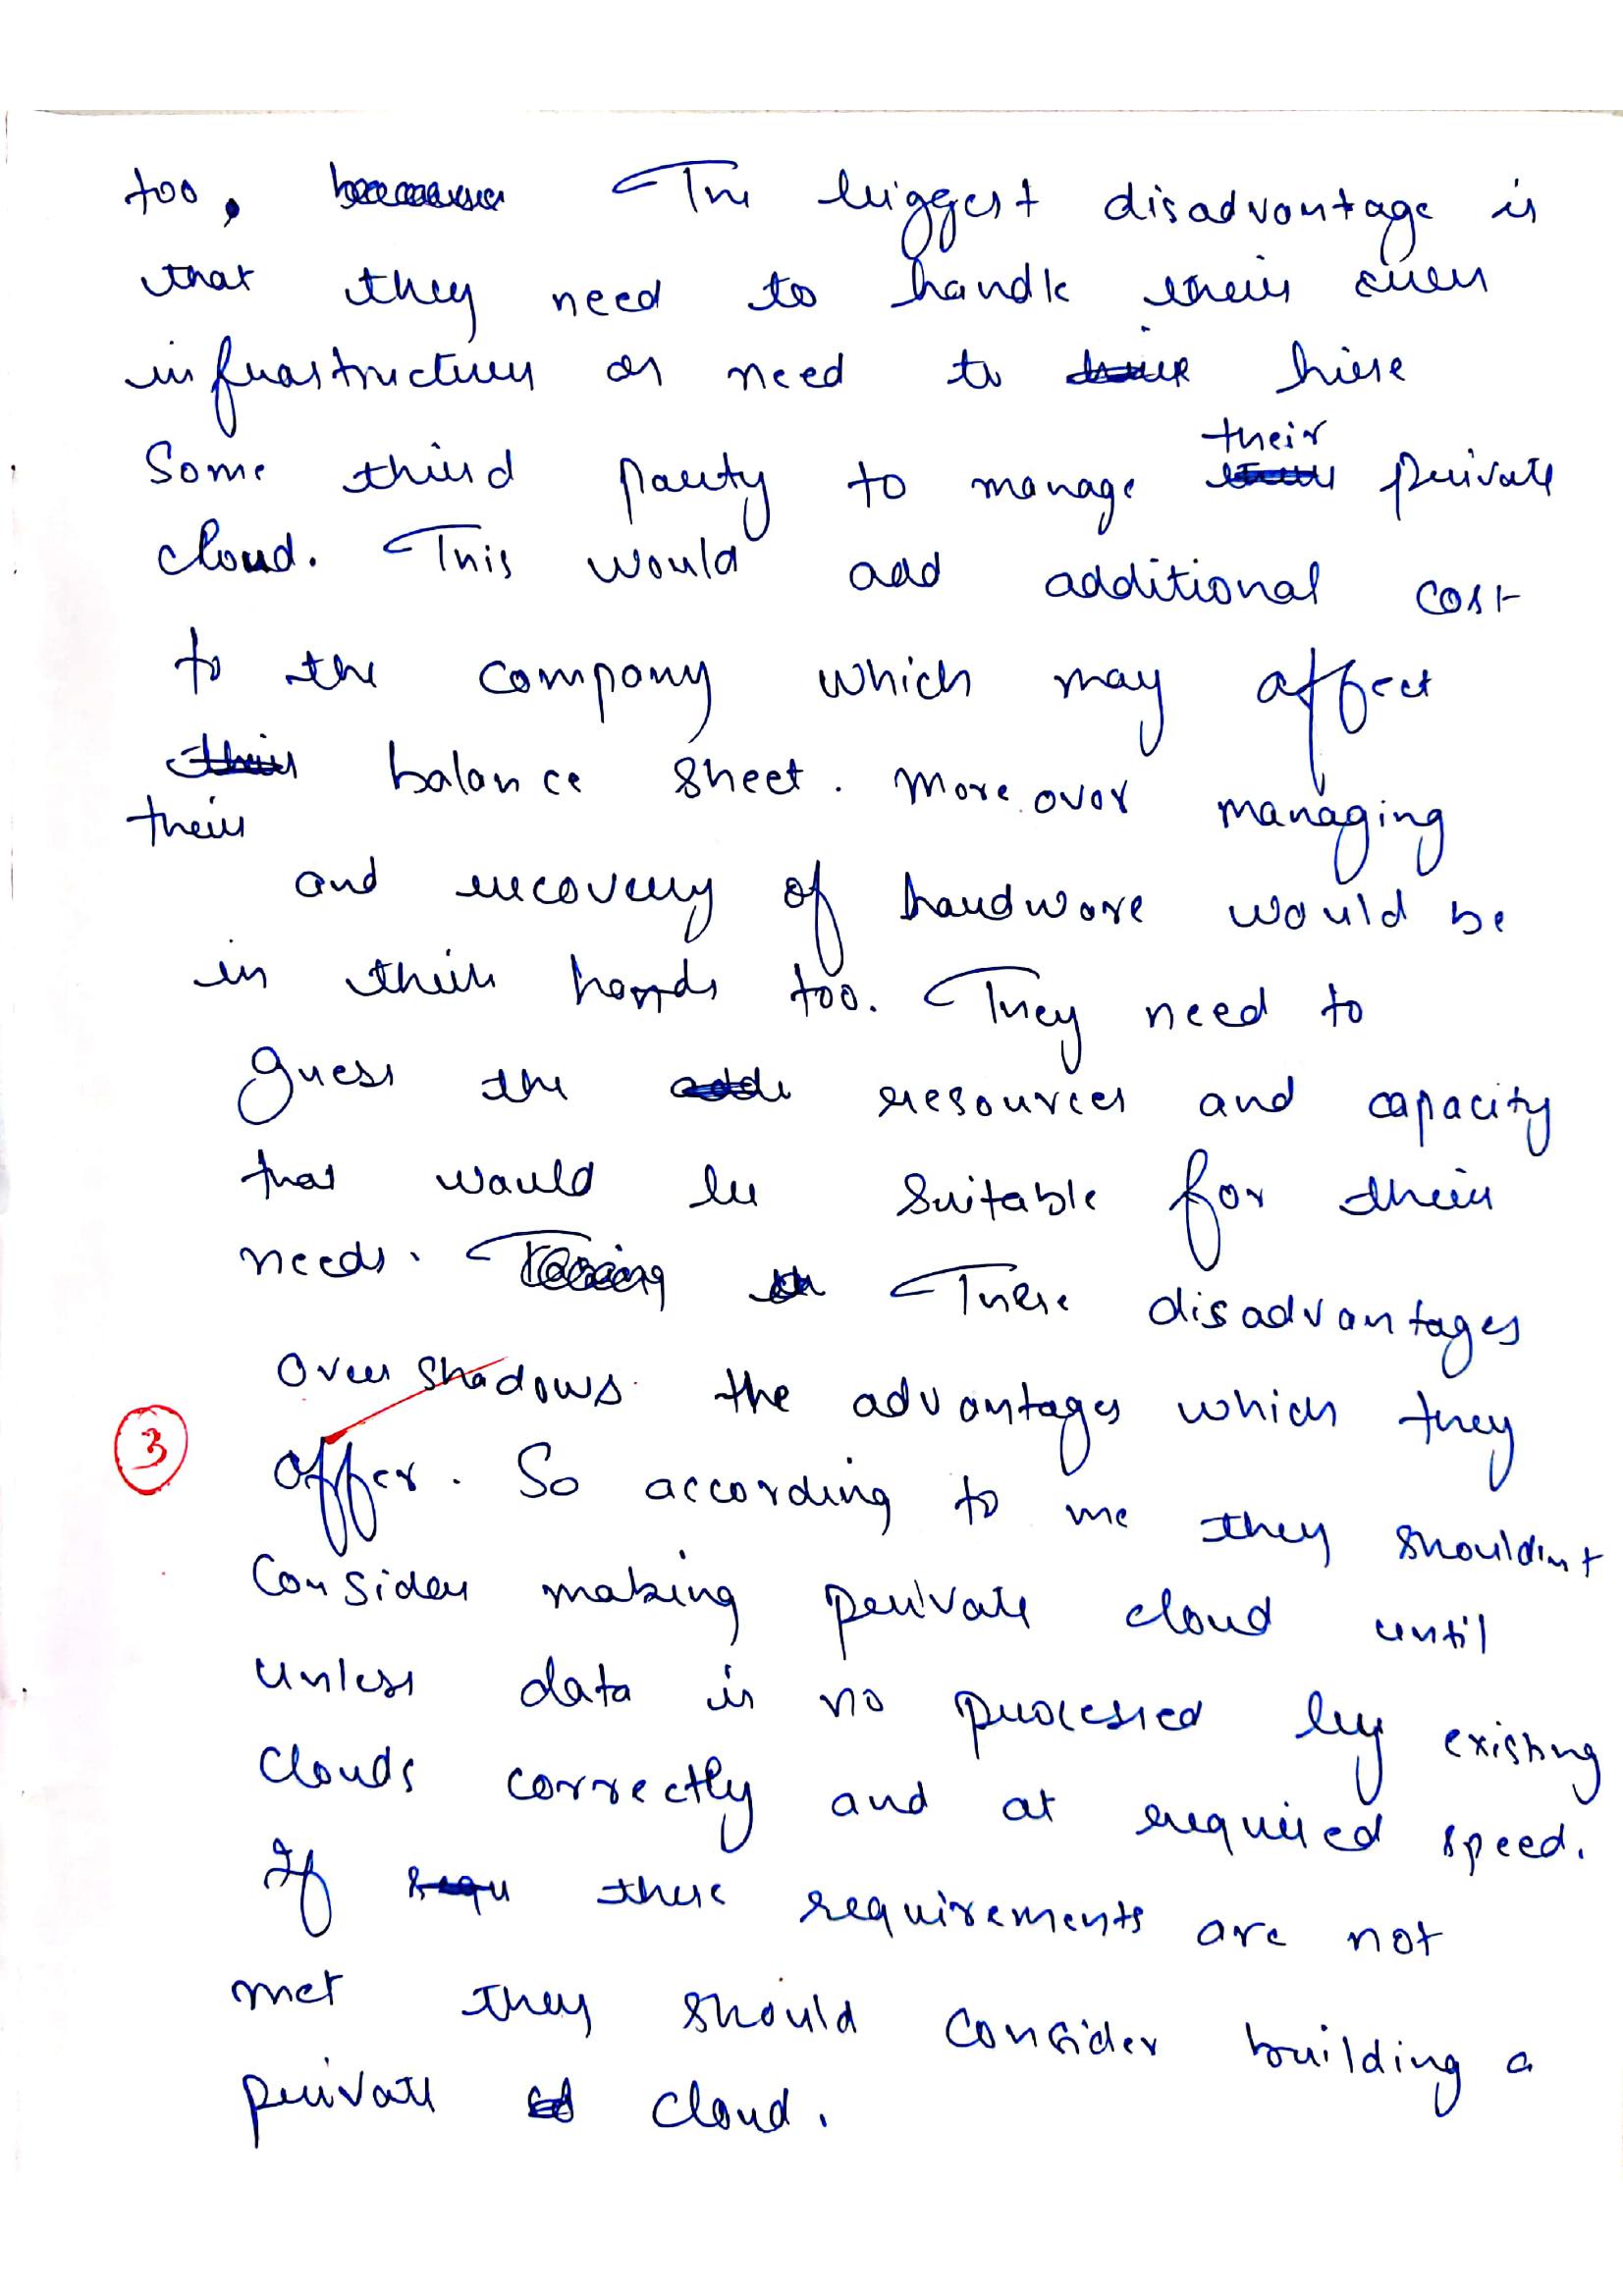 too. The biggest disadvantage is
that they need to handle their own
infrastructure or need to hire
Some third party to manage their private
cloud. This would add additional cost
to the company which may affect
their balance sheet. Moreover managing
and recovery of hardware would be
in their hands too. They need to
guess the resources and capacity
that would be suitable for their
needs. These disadvantages
Over shadows the advantages which they
3
offer. So according to me they shouldn't
Consider making private cloud until
unless data is no processed by existing
clouds correctly and at required speed.
If these requirements are not
met they should consider building a
private cloud.